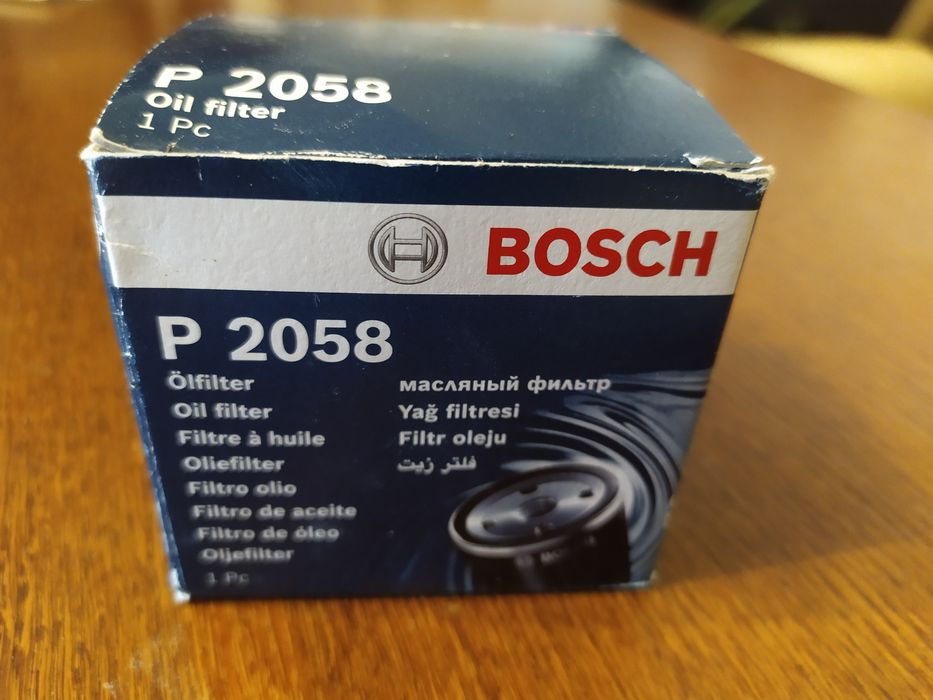 P 2058
Oil filter
1 Pc
BOSCH
P 2058
Ölfilter
Oil filter
Filtre à huile
Oliefilter
Filtro olio
Filtro de aceite
Filtro de óleo
Oljefilter
1 Pc
масляный фильтр
Yağ filtresi
Filtr oleju
فلتر زيت